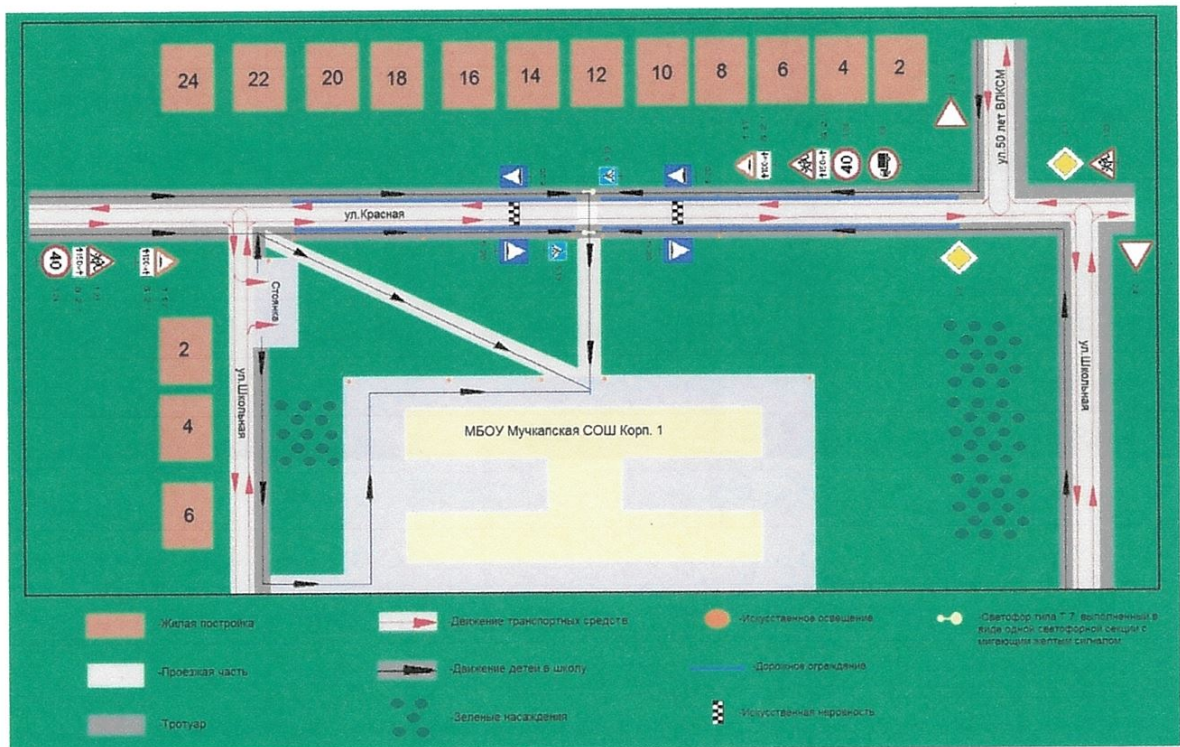 24
22
20
18
16
14
12
10
8
6
4
2
ул.50 лет ВЛКСМ
40
ул.Красная
40
Стоянка
2
4
6
ул.Школьная
ул.Школьная
МБОУ Мучкапская СОШ Корп. 1
-Жилая постройка
-Движение транспортных средств
-Искусственное освещение
-Светофор типа Т 7, выполненный в
виде одной светофорной секции с
мигающим желтым сигналом
-Проезжая часть
-Движение детей в школу
-Дорожное ограждение
-Тротуар
-Зеленые насаждения
-Искусственная неровность